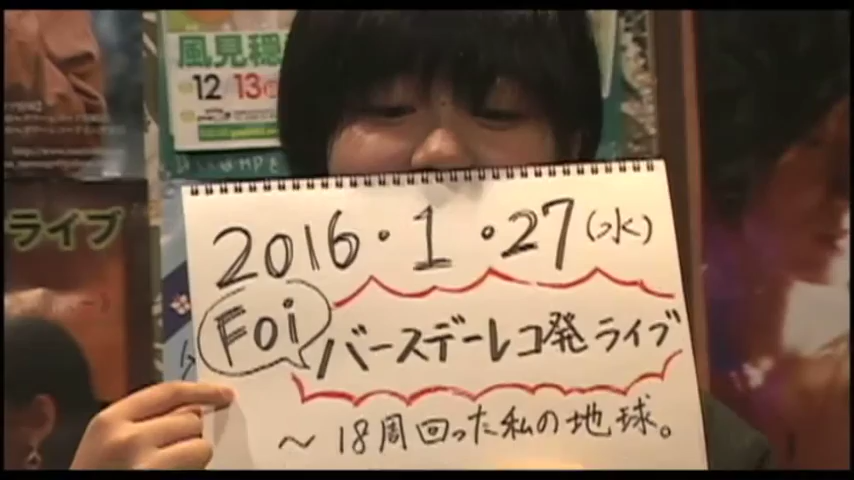 風見穏
12/13
ライブ
2016・1・27(水)
Foi
バースデーレコ発ライブ
～18周回った私の地球。